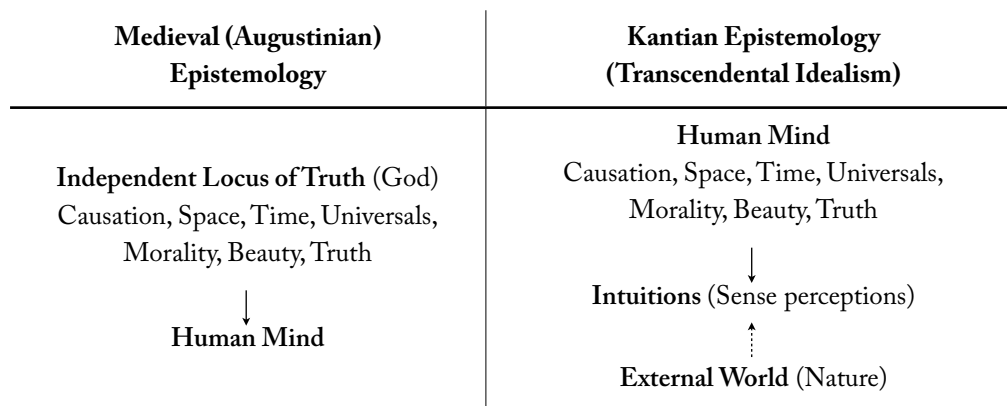 Medieval (Augustinian)
Epistemology
Kantian Epistemology
(Transcendental Idealism)
Independent Locus of Truth (God)
Causation, Space, Time, Universals,
Morality, Beauty, Truth
Human Mind
Human Mind
Causation, Space, Time, Universals,
Morality, Beauty, Truth
Intuitions (Sense perceptions)
External World (Nature)